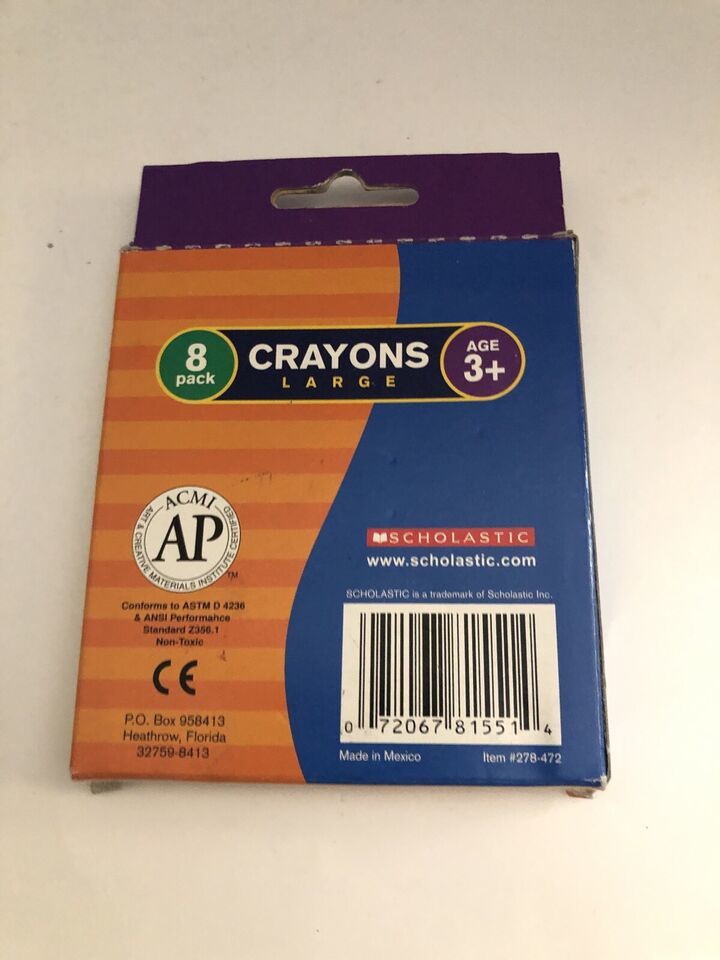 8 pack
CRAYONS
LARGE
AGE 3+
ACMI
AP
ART & CREATIVE MATERIALS INSTITUTE CERTIFIED
TM
Conforms to ASTM D 4236
& ANSI Performance
Standard Z356.1
Non-Toxic
CE
P.O. Box 958413
Heathrow, Florida
32759-8413
SCHOLASTIC
www.scholastic.com
SCHOLASTIC is a trademark of Scholastic Inc.
0 72067 81551 4
Made in Mexico
Item #278-472